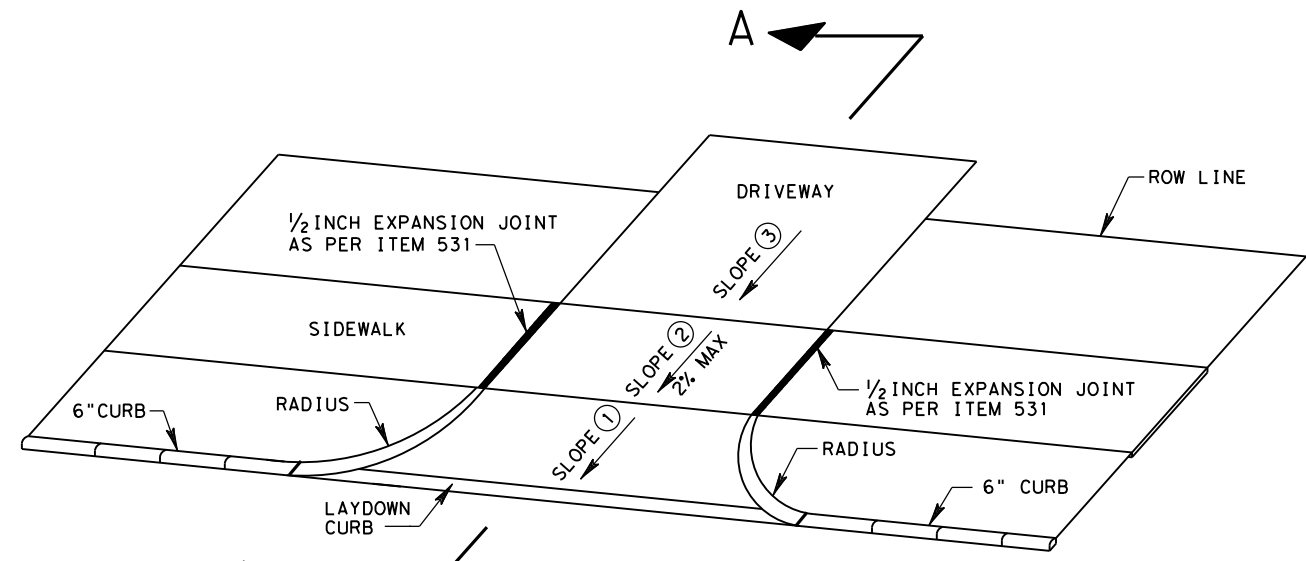 A
DRIVEWAY
ROW LINE
½ INCH EXPANSION JOINT
AS PER ITEM 531
SLOPE ③
SIDEWALK
SLOPE ②
2% MAX
½ INCH EXPANSION JOINT
AS PER ITEM 531
6"CURB
RADIUS
SLOPE ①
RADIUS
6" CURB
LAYDOWN
CURB